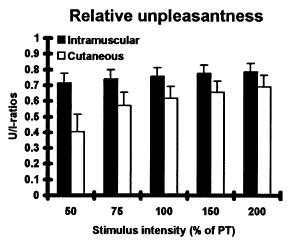 Relative unpleasantness
Intramuscular
Cutaneous
U/I-ratios
0.9
0.8
0.7
0.6
0.5
0.4
0.3
0.2
0.1
0
50 75 100 150 200
Stimulus intensity (% of PT)